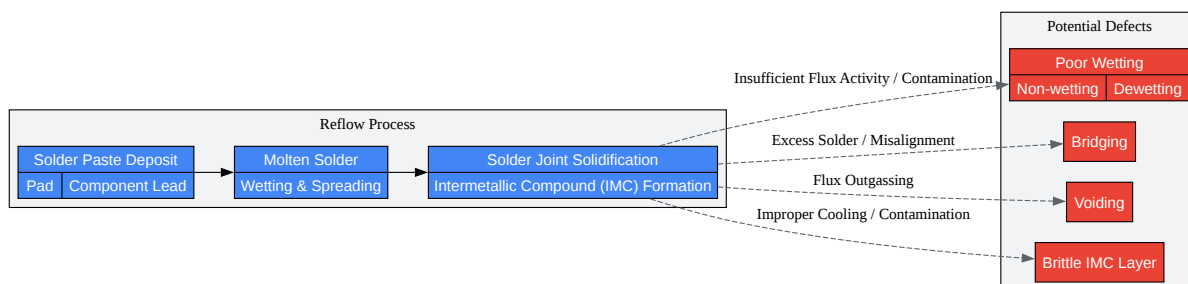 Potential Defects
Poor Wetting
Non-wetting
Dewetting
Insufficient Flux Activity / Contamination
Reflow Process
Solder Paste Deposit
Pad
Component Lead
Molten Solder
Wetting & Spreading
Solder Joint Solidification
Intermetallic Compound (IMC) Formation
Excess Solder / Misalignment
Bridging
Flux Outgassing
Voiding
Improper Cooling / Contamination
Brittle IMC Layer